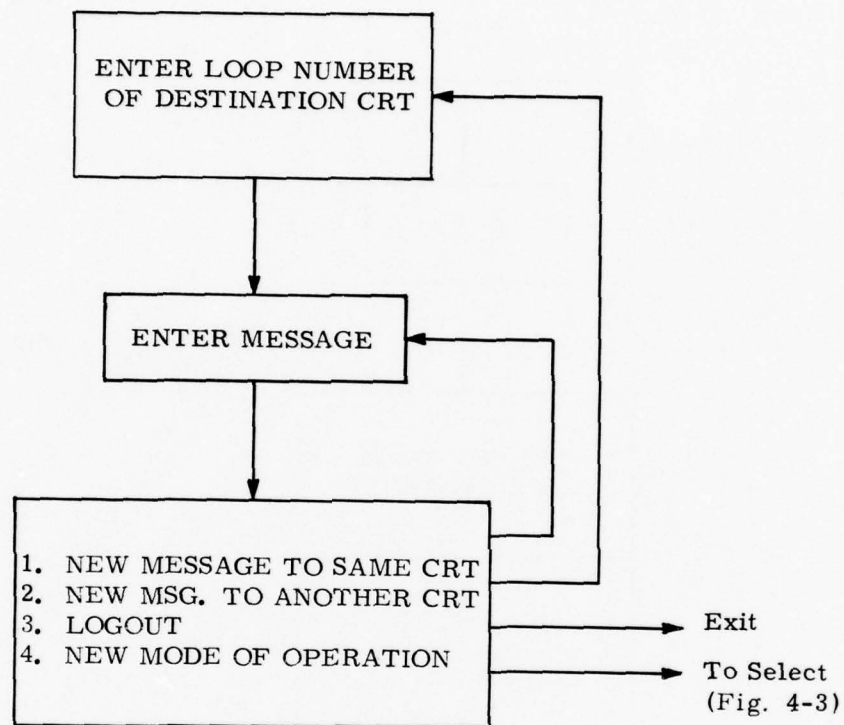 ENTER LOOP NUMBER
OF DESTINATION CRT
ENTER MESSAGE
1. NEW MESSAGE TO SAME CRT
2. NEW MSG. TO ANOTHER CRT
3. LOGOUT
4. NEW MODE OF OPERATION
Exit
To Select
(Fig. 4-3)